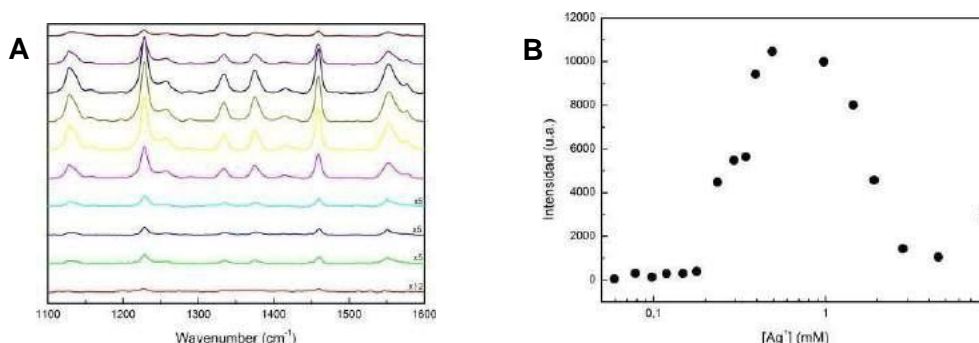 A
x5
x5
x5
x12
1100 1200 1300 1400 1500 1600
Wavenumber (cm⁻¹)
B
Intensidad (u.a.)
12000
10000
8000
6000
4000
2000
0
0,1 1
[Ag⁺] (mM)